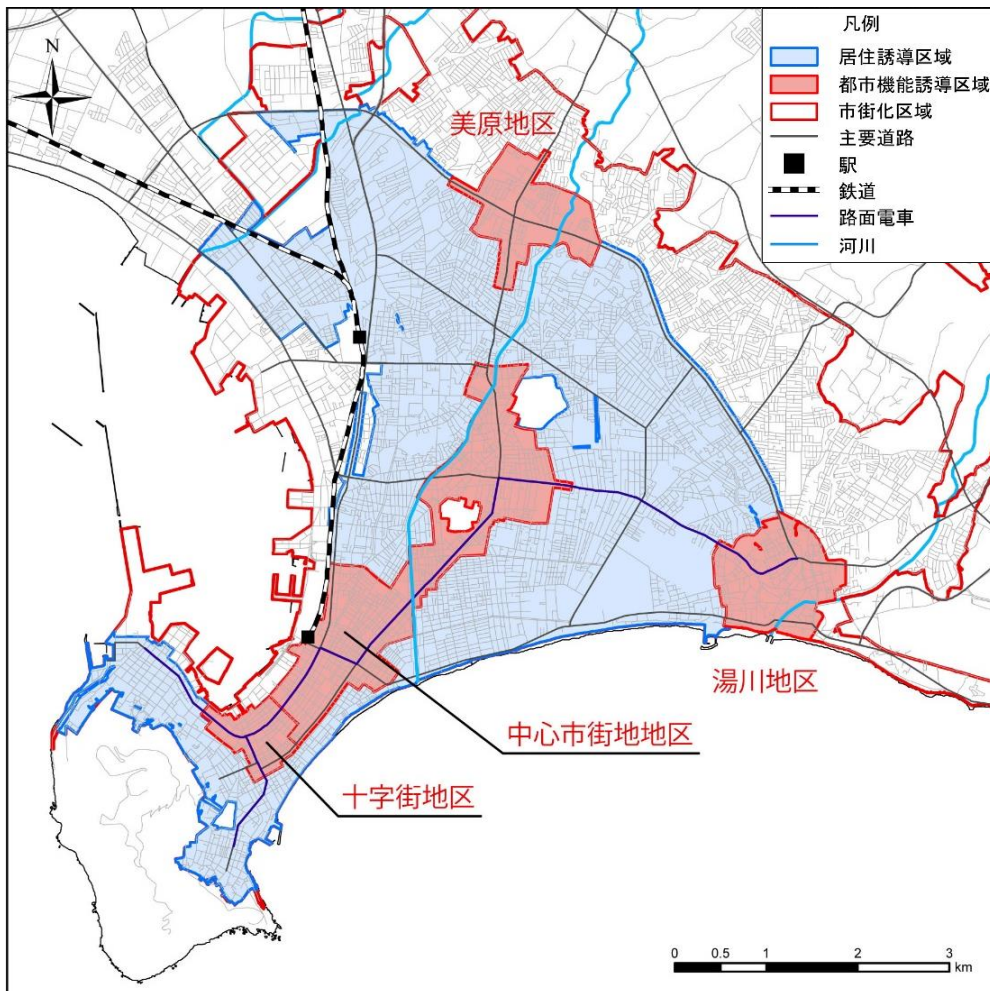 N
凡例
居住誘導区域
都市機能誘導区域
市街化区域
主要道路
駅
鉄道
路面電車
河川
美原地区
湯川地区
中心市街地地区
十字街地区
0 0.5 1 2 3
km